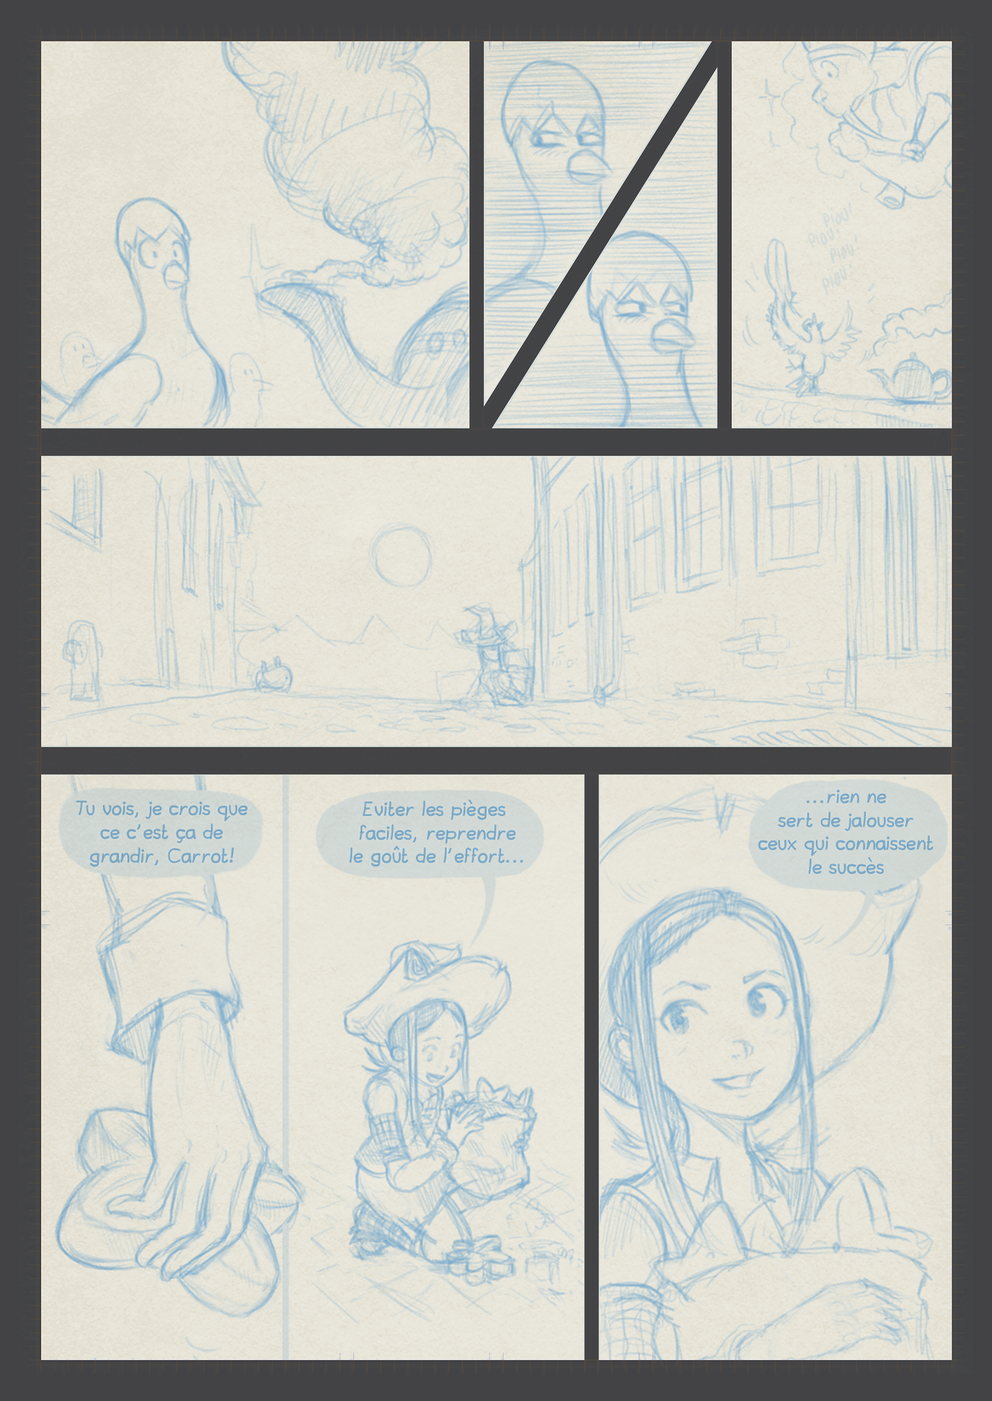 Piou!
Piou!
Piou!
Piou!
Tu vois, je crois que
ce c'est ça de
grandir, Carrot!
Eviter les pièges
faciles, reprendre
le goût de l'effort...
...rien ne
sert de jalouser
ceux qui connaissent
le succès